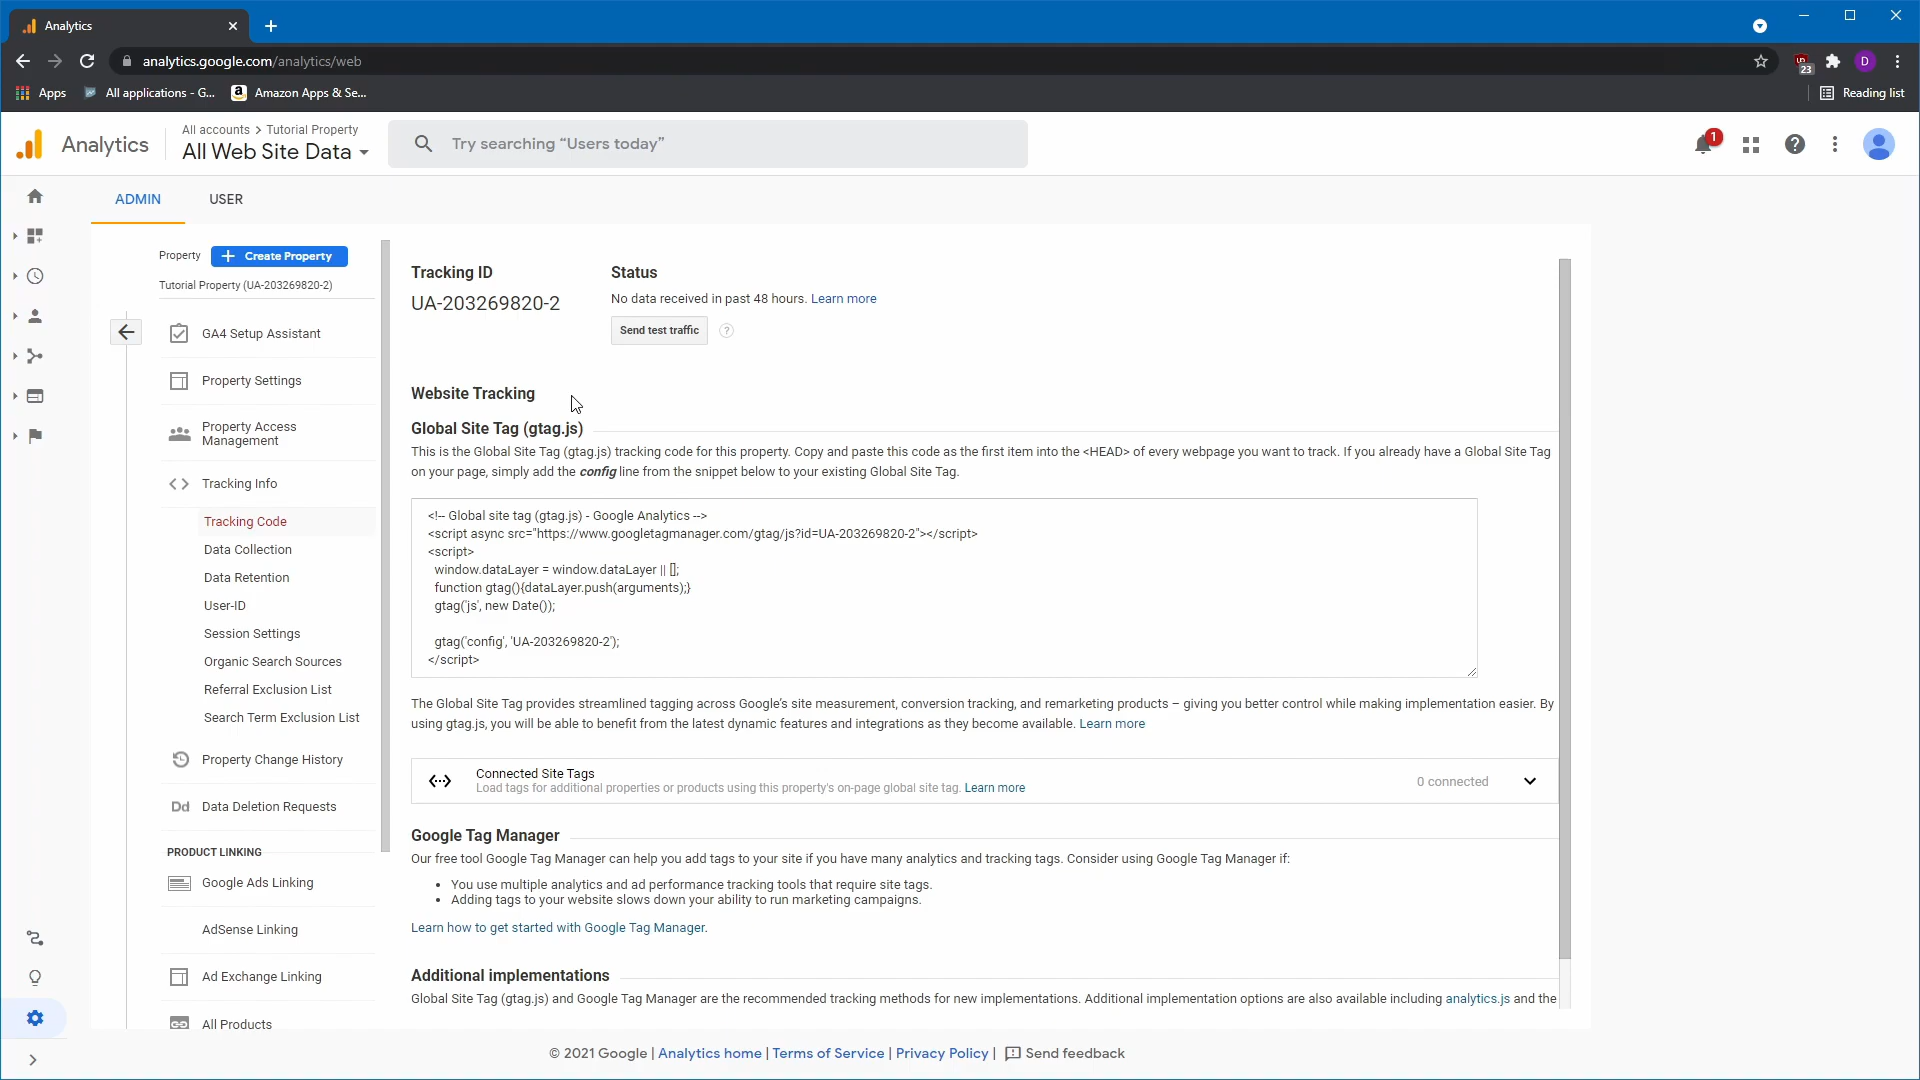 Analytics
analytics.google.com/analytics/web
23
D
Apps
All applications - G...
Amazon Apps & Se...
Reading list
Analytics
All accounts > Tutorial Property
All Web Site Data
Try searching “Users today”
1
ADMIN
USER
Property
Create Property
Tutorial Property (UA-203269820-2)
GA4 Setup Assistant
Property Settings
Property Access
Management
Tracking Info
Tracking Code
Data Collection
Data Retention
User-ID
Session Settings
Organic Search Sources
Referral Exclusion List
Search Term Exclusion List
Property Change History
Dd Data Deletion Requests
PRODUCT LINKING
Google Ads Linking
AdSense Linking
Ad Exchange Linking
All Products
Tracking ID
UA-203269820-2
Status
No data received in past 48 hours. Learn more
Send test traffic
?
Website Tracking
Global Site Tag (gtag.js)
This is the Global Site Tag (gtag.js) tracking code for this property. Copy and paste this code as the first item into the <HEAD> of every webpage you want to track. If you already have a Global Site Tag
on your page, simply add the config line from the snippet below to your existing Global Site Tag.
<!-- Global site tag (gtag.js) - Google Analytics -->
<script async src="https://www.googletagmanager.com/gtag/js?id=UA-203269820-2"></script>
<script>
window.dataLayer = window.dataLayer || [];
function gtag(){dataLayer.push(arguments);}
gtag('js', new Date());
gtag('config', 'UA-203269820-2');
</script>
The Global Site Tag provides streamlined tagging across Google’s site measurement, conversion tracking, and remarketing products – giving you better control while making implementation easier. By
using gtag.js, you will be able to benefit from the latest dynamic features and integrations as they become available. Learn more
Connected Site Tags
Load tags for additional properties or products using this property's on-page global site tag. Learn more
0 connected
Google Tag Manager
Our free tool Google Tag Manager can help you add tags to your site if you have many analytics and tracking tags. Consider using Google Tag Manager if:
• You use multiple analytics and ad performance tracking tools that require site tags.
• Adding tags to your website slows down your ability to run marketing campaigns.
Learn how to get started with Google Tag Manager.
Additional implementations
Global Site Tag (gtag.js) and Google Tag Manager are the recommended tracking methods for new implementations. Additional implementation options are also available including analytics.js and the
© 2021 Google | Analytics home | Terms of Service | Privacy Policy | Send feedback